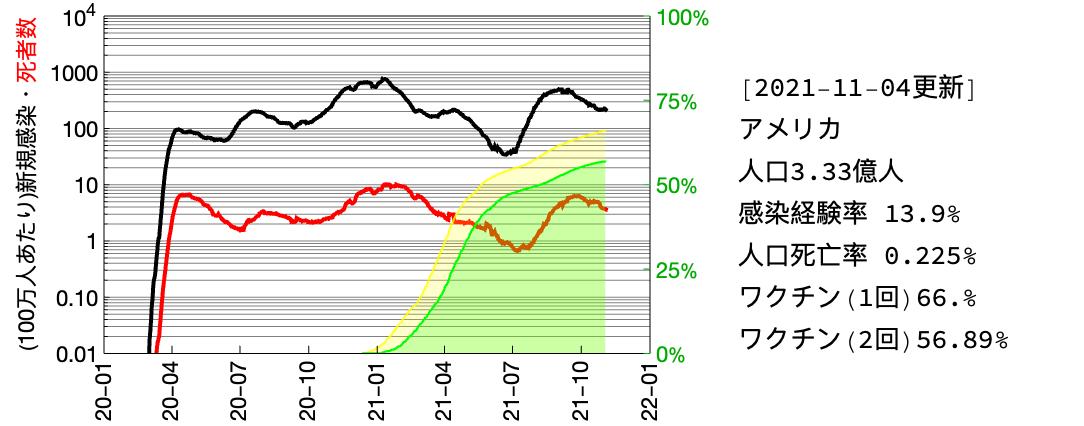 (100万人あたり)新規感染・死者数
10^4
1000
100
10
1
0.10
0.01
100%
75%
50%
25%
0%
20-01
20-04
20-07
20-10
21-01
21-04
21-07
21-10
22-01
[2021-11-04更新]
アメリカ
人口3.33億人
感染経験率 13.9%
人口死亡率 0.225%
ワクチン(1回)66.%
ワクチン(2回)56.89%